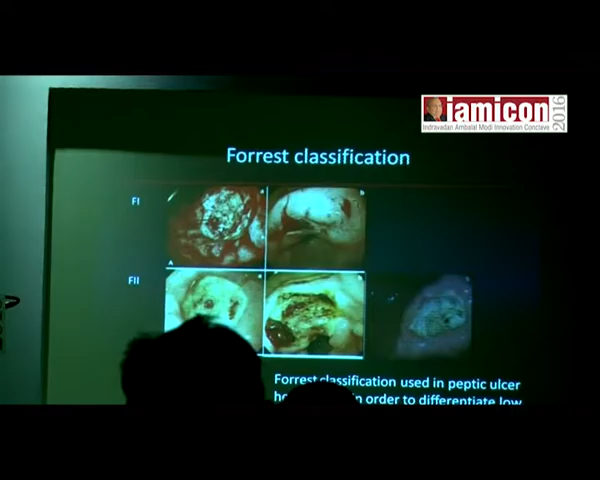 iamicon 2016
Indravadan Ambalal Modi Innovation Conclave
Forrest classification
FI
FII
a
b
A
Forrest classification used in peptic ulcer
in order to differentiate low